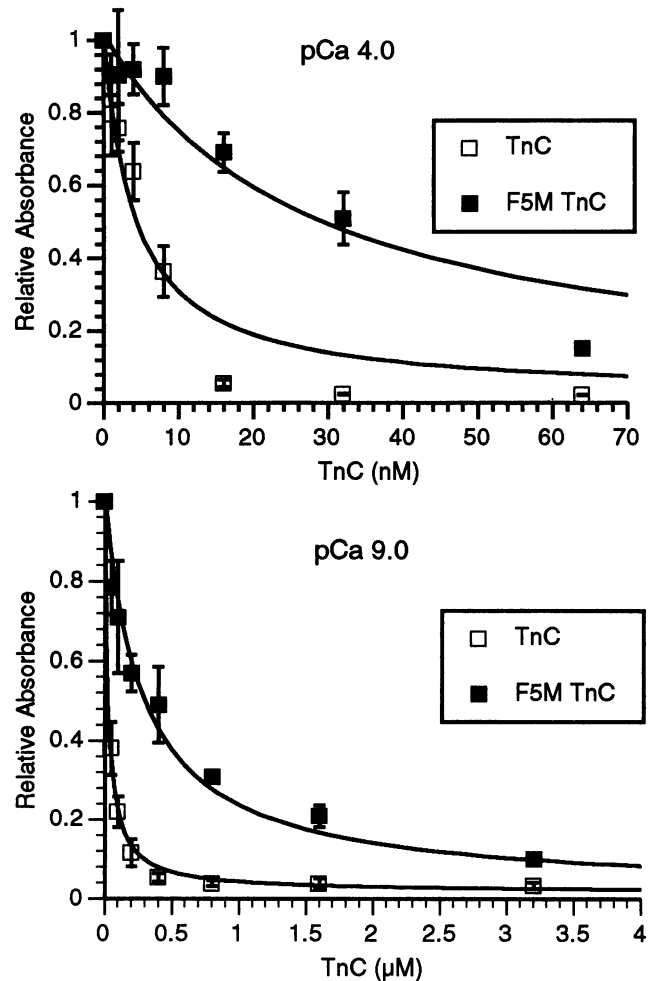 pCa 4.0
1
0.8
0.6
0.4
0.2
0
Relative Absorbance
TnC
F5M TnC
0 10 20 30 40 50 60 70
TnC (nM)
pCa 9.0
1
0.8
0.6
0.4
0.2
0
Relative Absorbance
TnC
F5M TnC
0 0.5 1 1.5 2 2.5 3 3.5 4
TnC (µM)